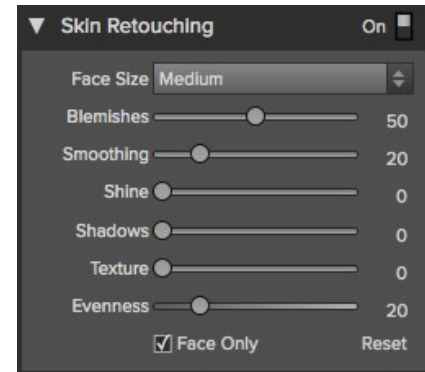 Skin Retouching On
Face Size Medium
Blemishes 50
Smoothing 20
Shine 0
Shadows 0
Texture 0
Evenness 20
Face Only Reset